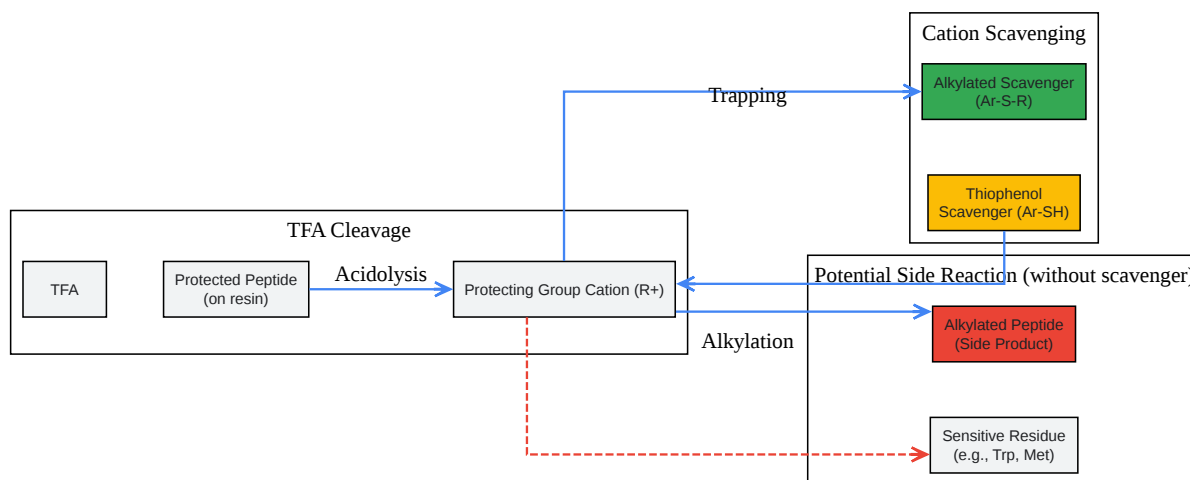 Cation Scavenging
Alkylated Scavenger
(Ar-S-R)
Trapping
Thiophenol
Scavenger (Ar-SH)
TFA Cleavage
TFA
Protected Peptide
(on resin)
Acidolysis
Protecting Group Cation (R+)
Potential Side Reaction (without scavenger)
Alkylated Peptide
(Side Product)
Alkylation
Sensitive Residue
(e.g., Trp, Met)